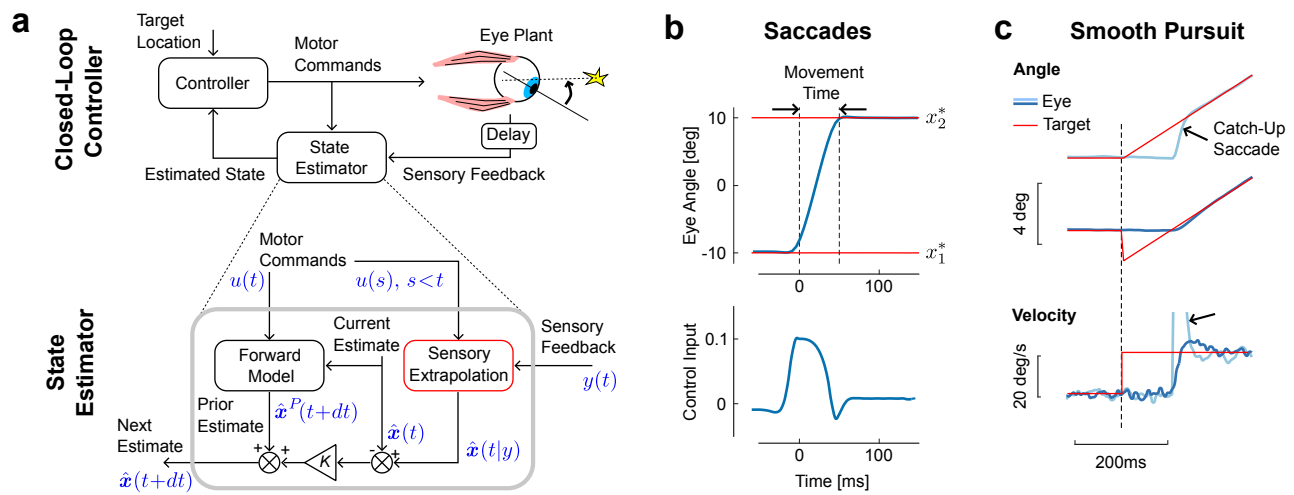 a
Closed-Loop
Controller
Target
Location
Motor
Commands
Eye Plant
Controller
Delay
State
Estimator
Estimated State
Sensory Feedback
State
Estimator
Motor
Commands
u(t)
u(s), s<t
Current
Estimate
Sensory
Feedback
Forward
Model
Sensory
Extrapolation
y(t)
Prior
Estimate
x̂ᴾ(t+dt)
Next
Estimate
x̂(t)
x̂(t|y)
+
+
K
-
+
x̂(t+dt)
b
Saccades
Movement
Time
Eye Angle [deg]
10
0
0
-10
x₂*
x₁*
0
100
Control Input
0.1
0
0
100
Time [ms]
c
Smooth Pursuit
Angle
Eye
Target
Catch-Up
Saccade
4 deg
Velocity
20 deg/s
200ms